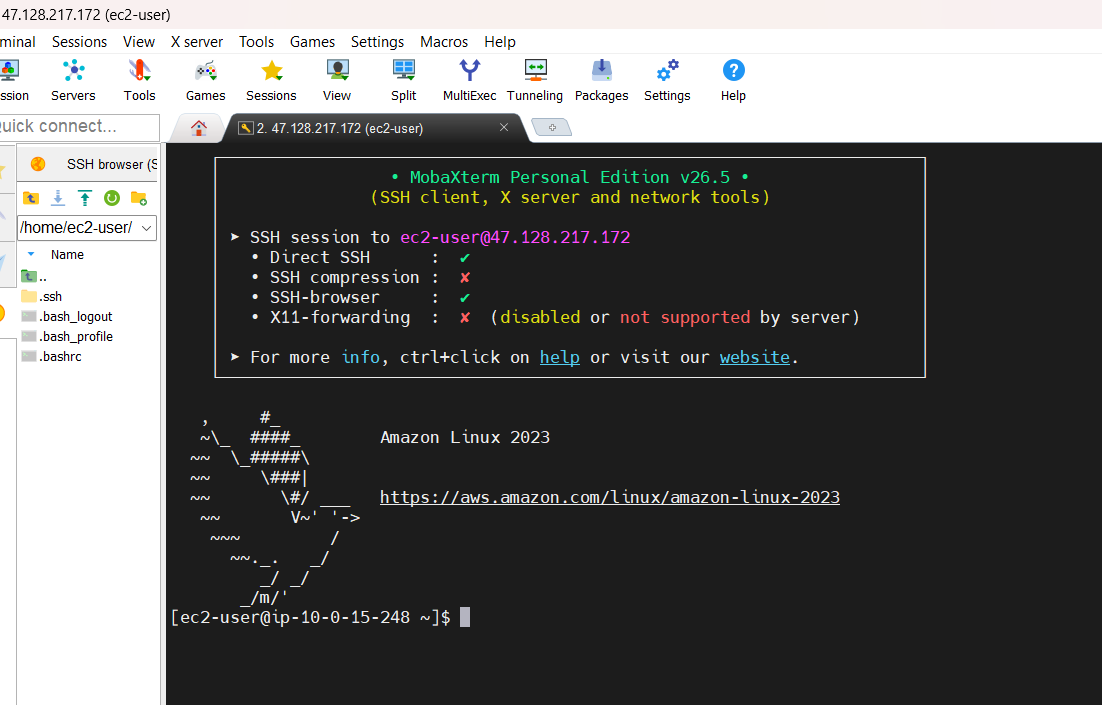 47.128.217.172 (ec2-user)
minal Sessions View X server Tools Games Settings Macros Help
ssion Servers Tools Games Sessions View Split MultiExec Tunneling Packages Settings Help
uick connect...
2. 47.128.217.172 (ec2-user)
SSH browser (S
/home/ec2-user/
Name
..
.ssh
.bash_logout
.bash_profile
.bashrc
• MobaXterm Personal Edition v26.5 •
(SSH client, X server and network tools)
➤ SSH session to ec2-user@47.128.217.172
• Direct SSH : ✔
• SSH compression : ✘
• SSH-browser : ✔
• X11-forwarding : ✘ (disabled or not supported by server)
➤ For more info, ctrl+click on help or visit our website.
   ,     #_
   ~\_  ####_        Amazon Linux 2023
  ~~  \_#####\
  ~~     \###|
  ~~       \#/ ___   https://aws.amazon.com/linux/amazon-linux-2023
   ~~       V~' '->
    ~~~         /
      ~~._.   _/
         _/ _/
       _/m/'
[ec2-user@ip-10-0-15-248 ~]$